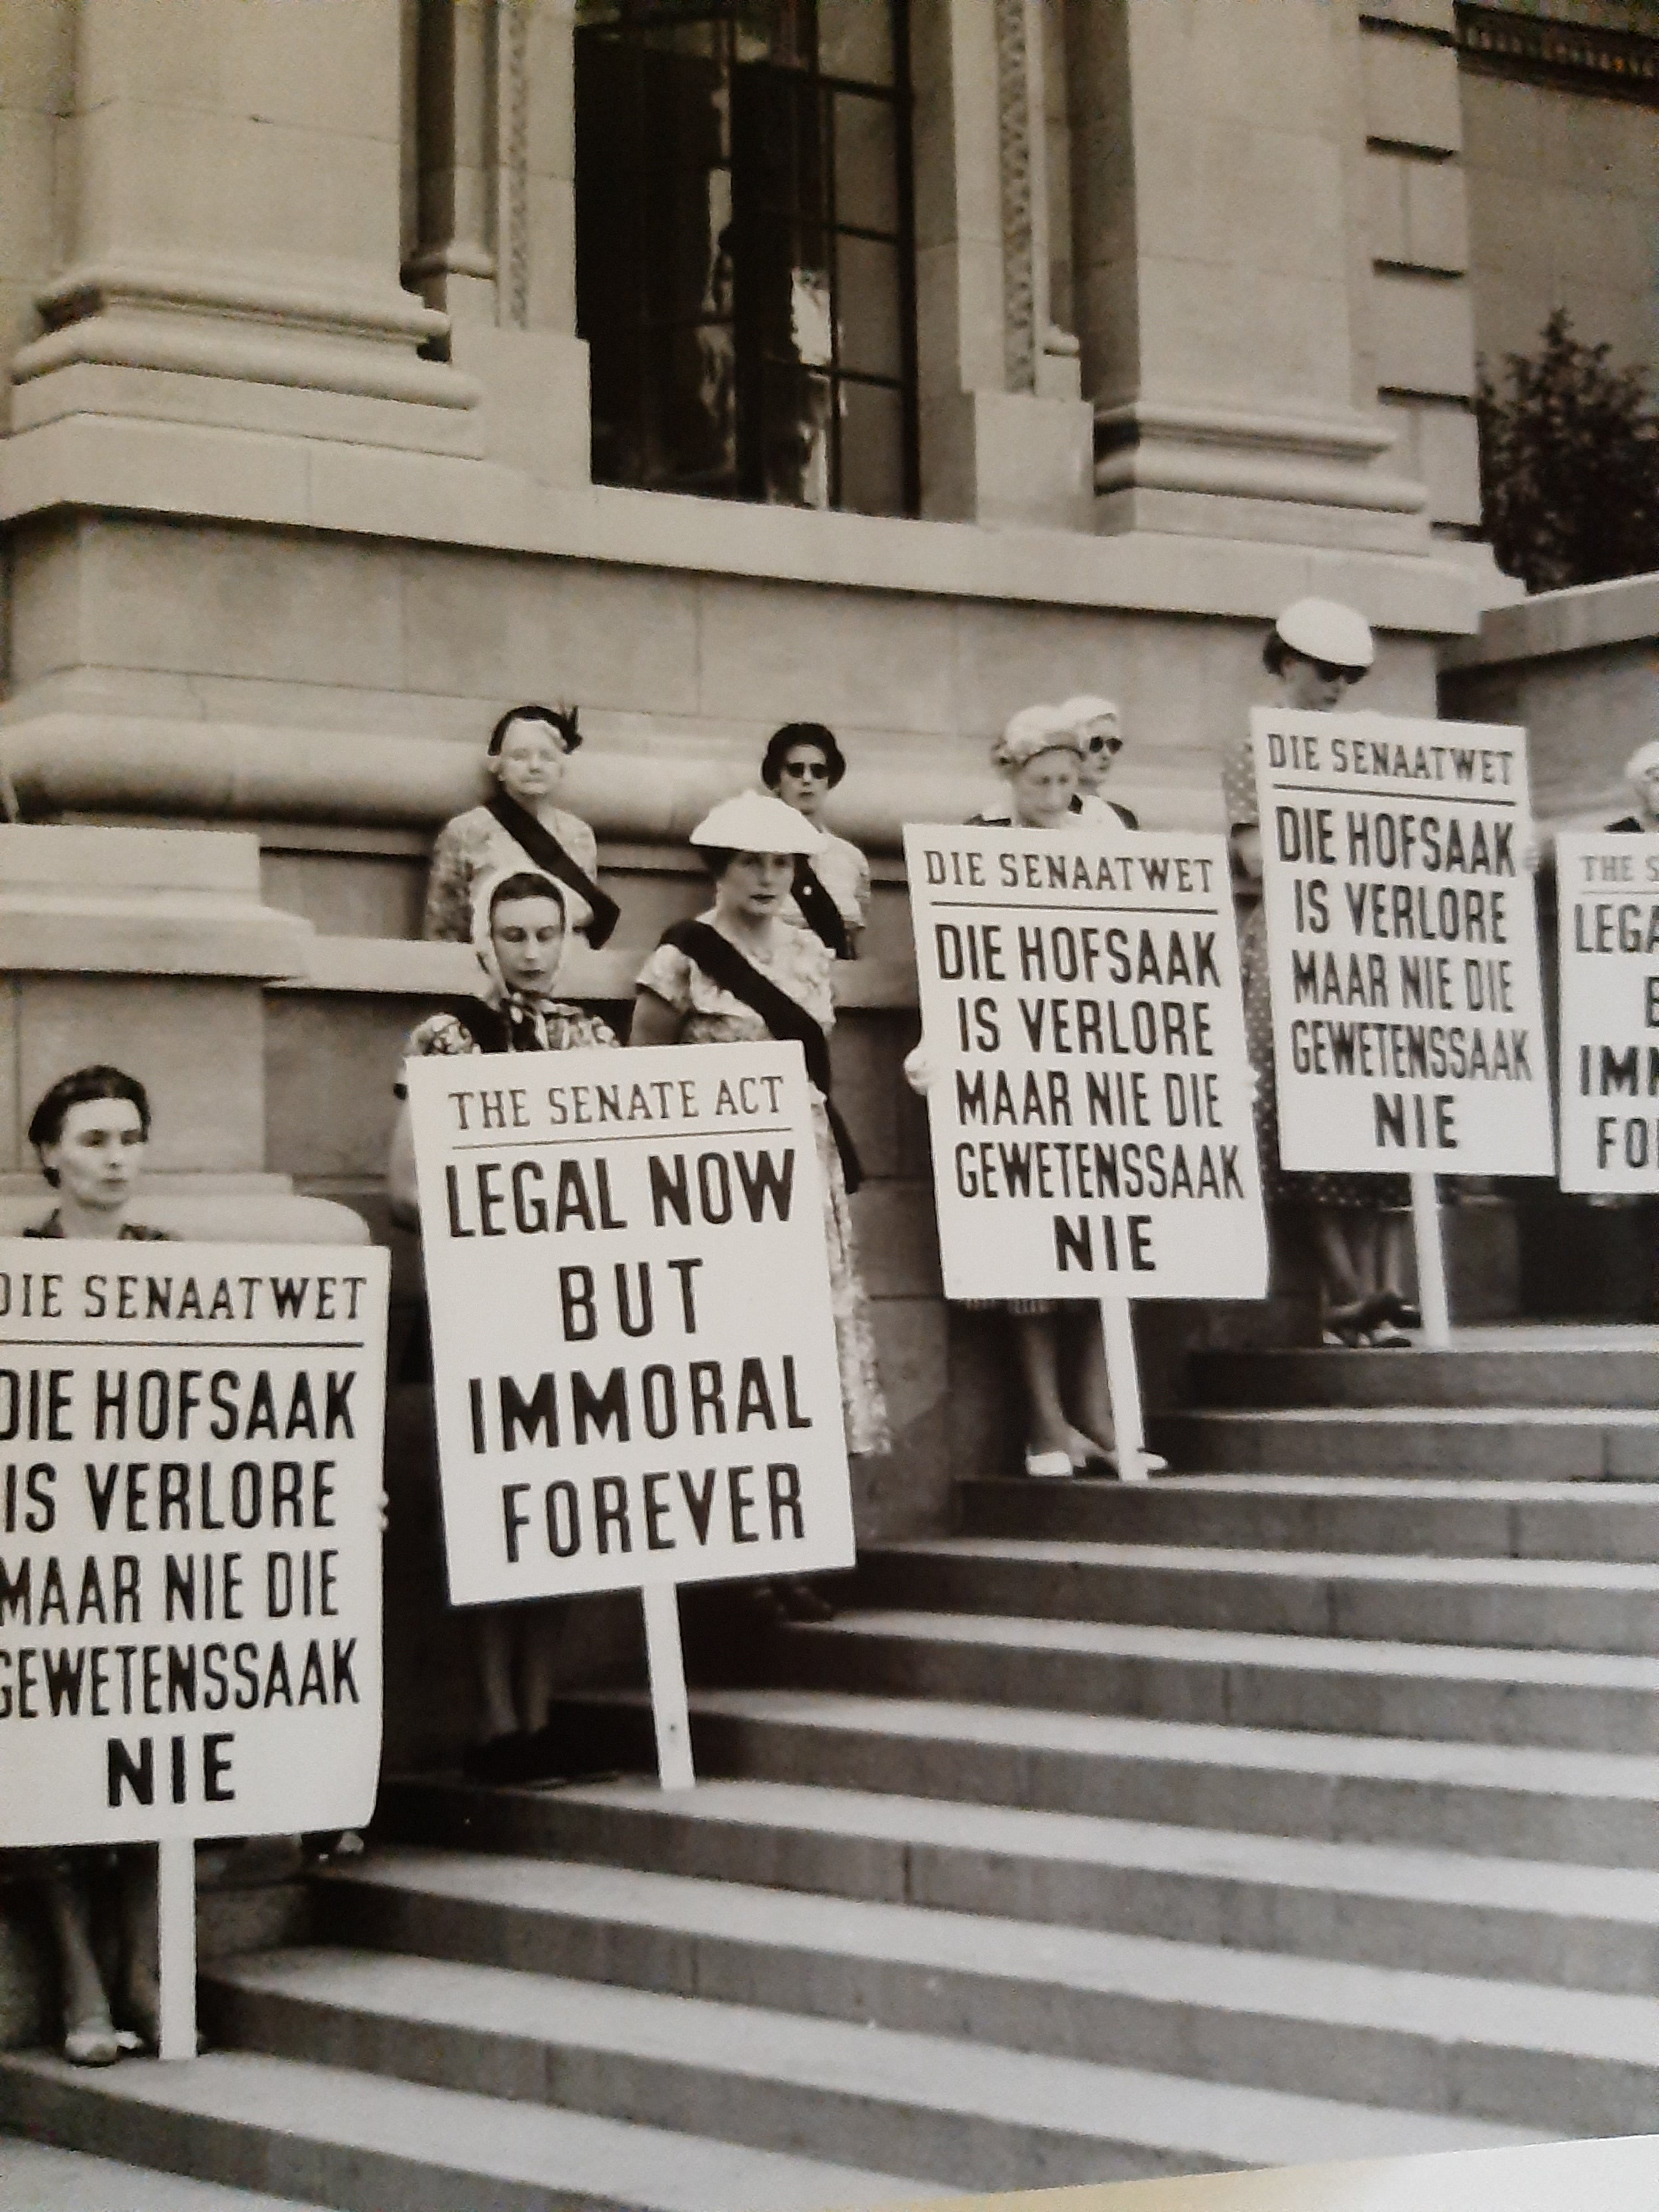 DIE SENAATWET
DIE HOFSAAK
IS VERLORE
MAAR NIE DIE
GEWETENSSAAK
NIE
THE SENATE ACT
LEGAL NOW
BUT
IMMORAL
FOREVER
DIE SENAATWET
DIE HOFSAAK
IS VERLORE
MAAR NIE DIE
GEWETENSSAAK
NIE
DIE SENAATWET
DIE HOFSAAK
IS VERLORE
MAAR NIE DIE
GEWETENSSAAK
NIE
THE